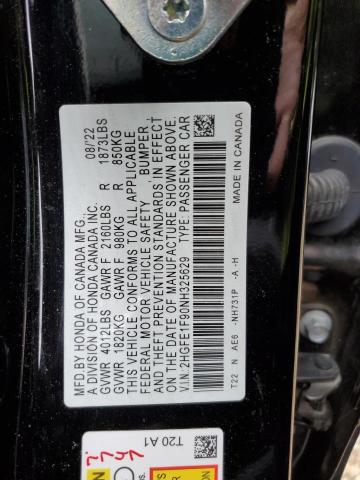 MFD. BY HONDA OF CANADA MFG. 08/'22
A DIVISION OF HONDA CANADA INC.
GVWR 4012LBS GAWR F 2160LBS R 1873LBS
GVWR 1820KG GAWR F 980KG R 850KG
THIS VEHICLE CONFORMS TO ALL APPLICABLE
FEDERAL MOTOR VEHICLE SAFETY BUMPER,
AND THEFT PREVENTION STANDARDS IN EFFECT
ON THE DATE OF MANUFACTURE SHOWN ABOVE.
V.I.N. 2HGFE1F90NH325629 TYPE: PASSENGER CAR
T22 N AE6 -NH731P -A -H MADE IN CANADA
T20 A1